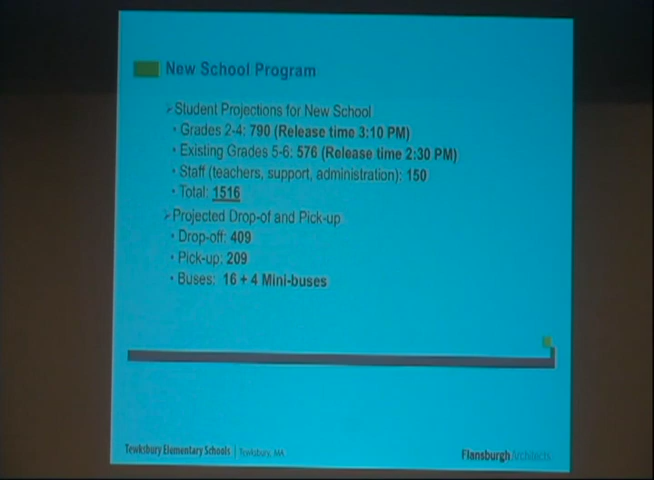 New School Program
Student Projections for New School
• Grades 2-4: 790 (Release time 3:10 PM)
• Existing Grades 5-6: 576 (Release time 2:30 PM)
• Staff (teachers, support, administration): 150
• Total: 1516
Projected Drop-of and Pick-up
• Drop-off: 409
• Pick-up: 209
• Buses: 16 + 4 Mini-buses
Tewksbury Elementary Schools | Tewksbury, MA
Flansburgh Architects